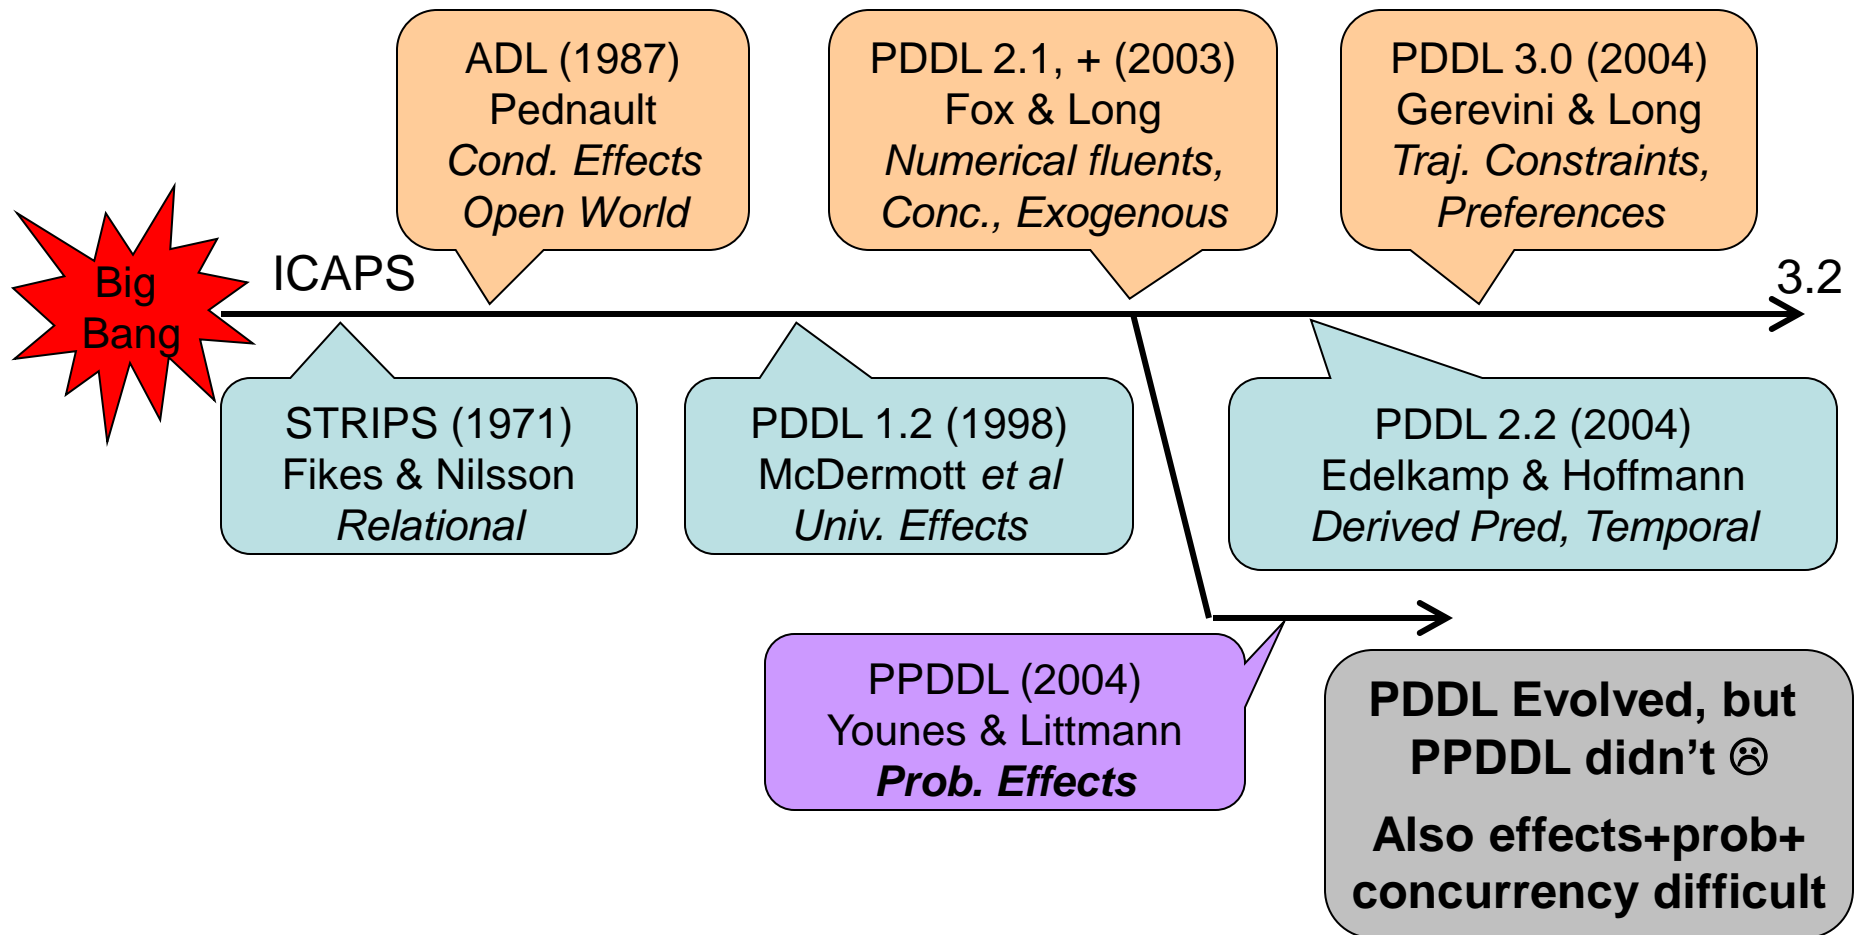 ADL (1987)
Pednault
Cond. Effects
Open World
PDDL 2.1, + (2003)
Fox & Long
Numerical fluents,
Conc., Exogenous
PDDL 3.0 (2004)
Gerevini & Long
Traj. Constraints,
Preferences
Big
Bang
ICAPS
3.2
STRIPS (1971)
Fikes & Nilsson
Relational
PDDL 1.2 (1998)
McDermott et al
Univ. Effects
PDDL 2.2 (2004)
Edelkamp & Hoffmann
Derived Pred, Temporal
PPDDL (2004)
Younes & Littmann
Prob. Effects
PDDL Evolved, but
PPDDL didn’t ☹
Also effects+prob+
concurrency difficult